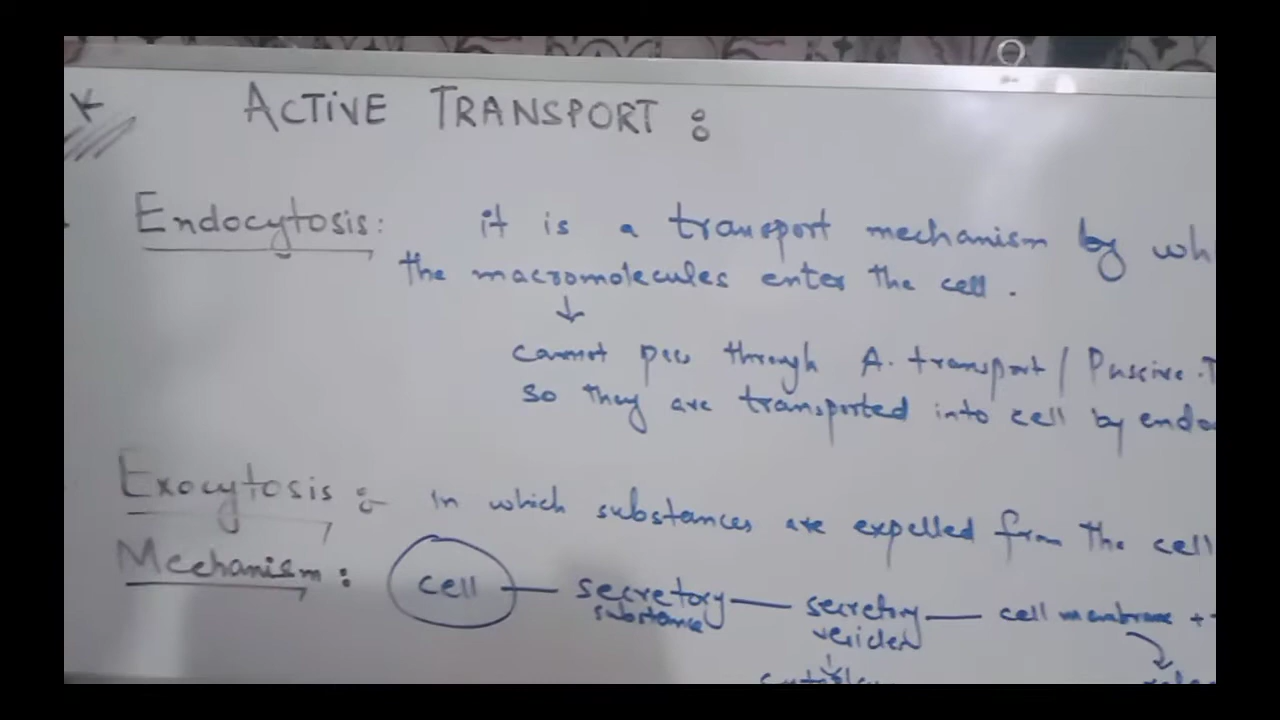 ACTIVE TRANSPORT :
Endocytosis: it is a transport mechanism by wh
the macromolecules enter the cell.
↓
cannot pass through A. transport / Passive .T
so they are transported into cell by endo
Exocytosis :- in which substances are expelled from the cell
Mechanism: cell — secretory — secretory — cell membrane +
substance vesicles